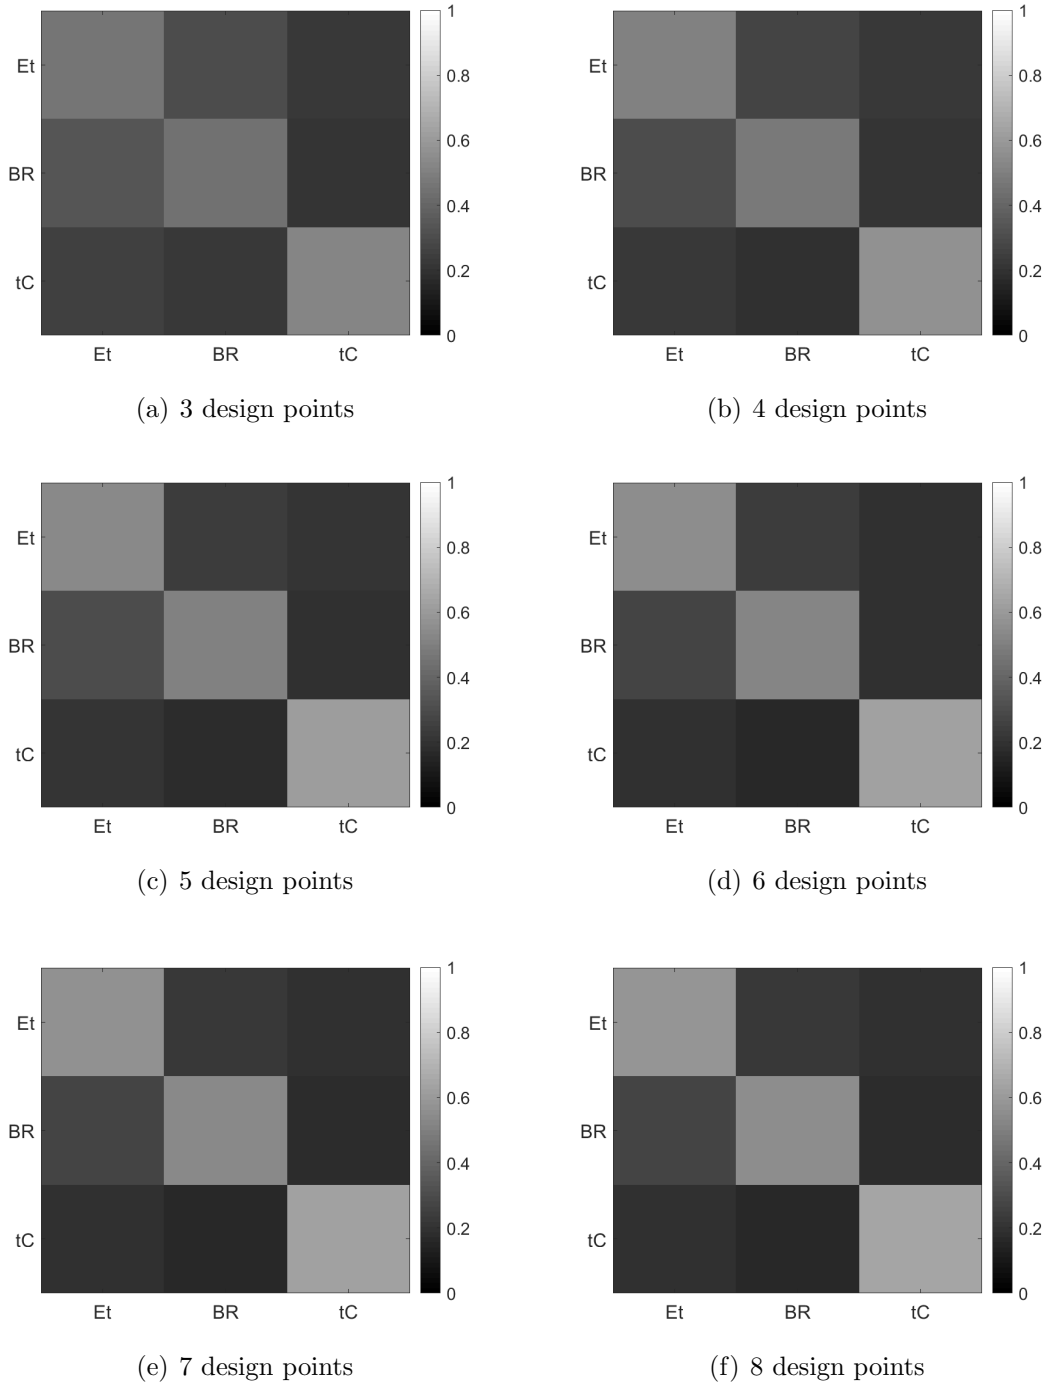 1
Et
0.8
0.6
BR
0.4
0.2
tC
0
Et BR tC
(a) 3 design points
1
Et
0.8
0.6
BR
0.4
0.2
tC
0
Et BR tC
(b) 4 design points
1
Et
0.8
0.6
BR
0.4
0.2
tC
0
Et BR tC
(c) 5 design points
1
Et
0.8
0.6
BR
0.4
0.2
tC
0
Et BR tC
(d) 6 design points
1
Et
0.8
0.6
BR
0.4
0.2
tC
0
Et BR tC
(e) 7 design points
1
Et
0.8
0.6
BR
0.4
0.2
tC
0
Et BR tC
(f) 8 design points